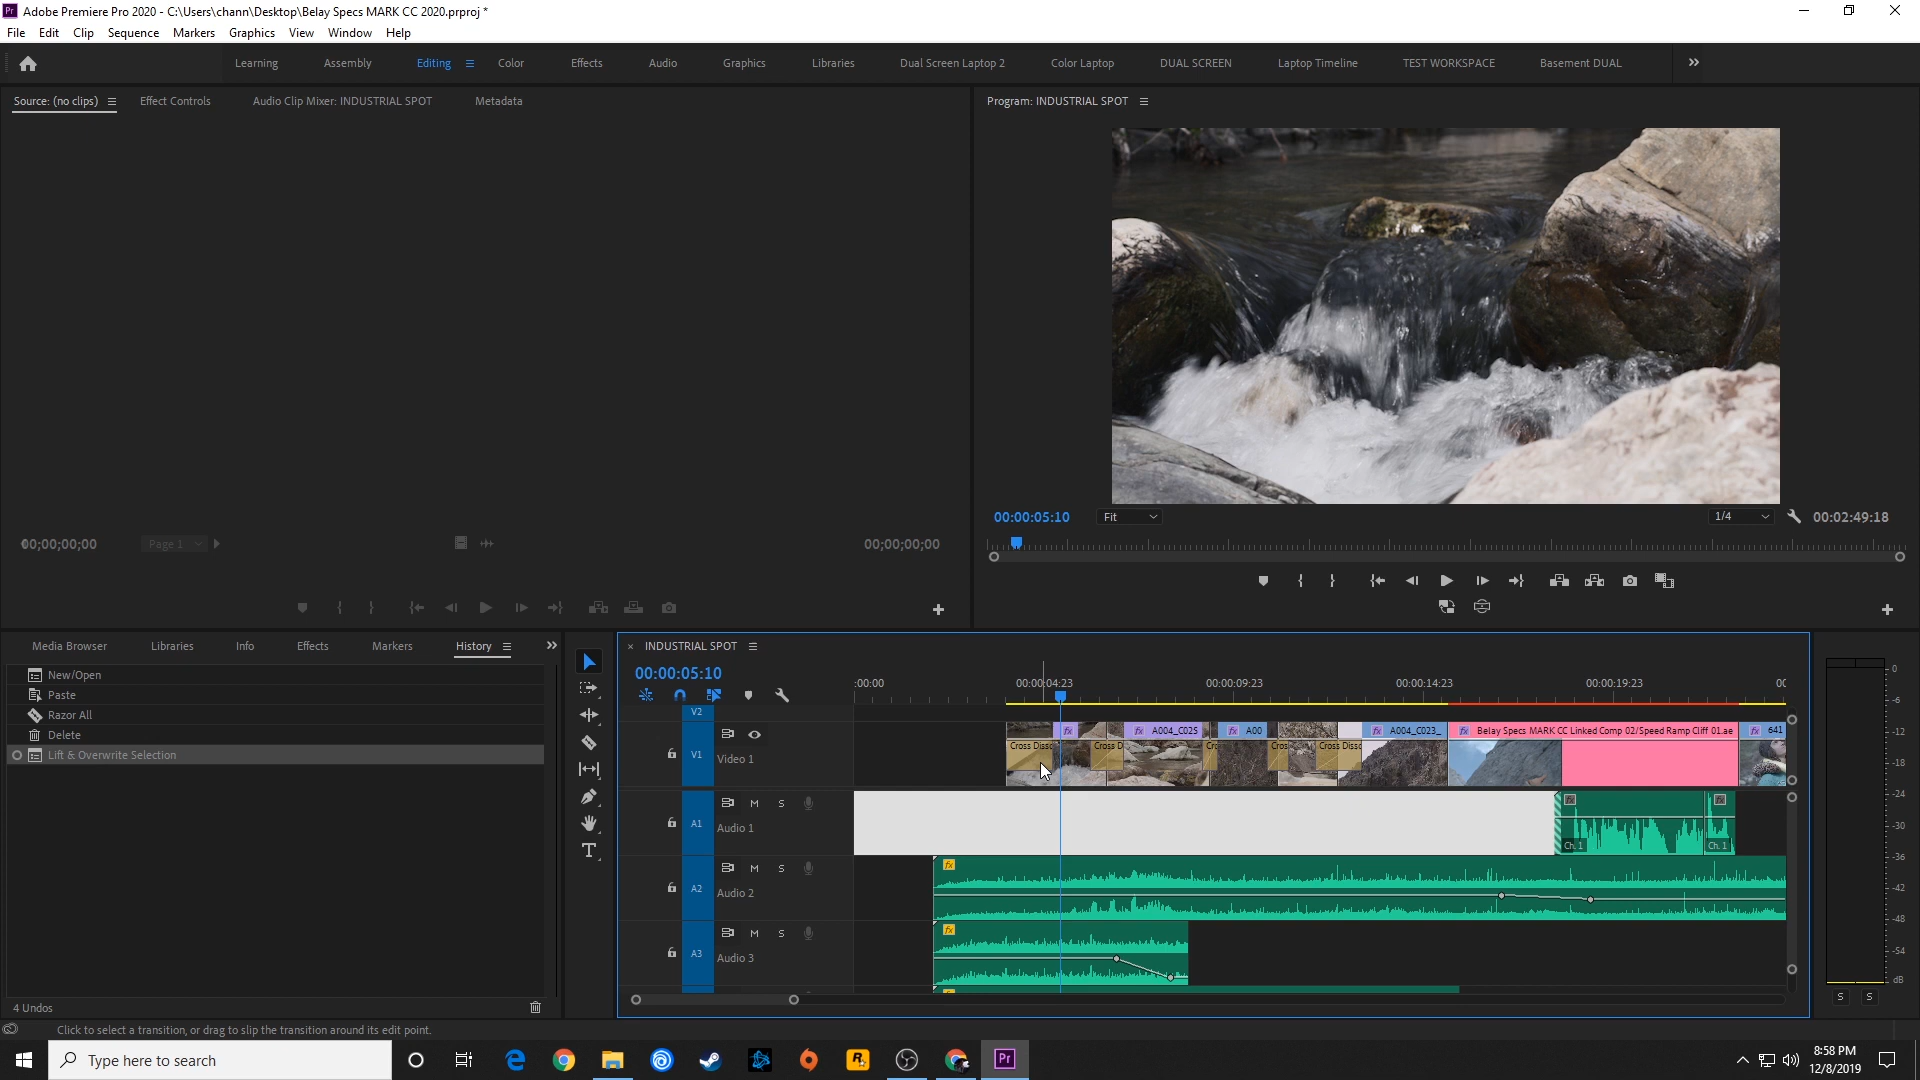 Adobe Premiere Pro 2020 - C:\Users\chann\Desktop\Belay Specs MARK CC 2020.prproj *
File Edit Clip Sequence Markers Graphics View Window Help
Learning Assembly Editing Color Effects Audio Graphics Libraries Dual Screen Laptop 2 Color Laptop DUAL SCREEN Laptop Timeline TEST WORKSPACE Basement DUAL
Source: (no clips) Effect Controls Audio Clip Mixer: INDUSTRIAL SPOT Metadata
Program: INDUSTRIAL SPOT
00:00:05:10 Fit 1/4 00:02:49:18
00;00;00;00 Page 1 00;00;00;00
Media Browser Libraries Info Effects Markers History
New/Open
Paste
Razor All
Delete
Lift & Overwrite Selection
4 Undos
INDUSTRIAL SPOT
00:00:05:10
:00:00 00:00:04:23 00:00:09:23 00:00:14:23 00:00:19:23 00
V2
fx fx A004_C025 fx A00 fx A004_C023_ fx Belay Specs MARK CC Linked Comp 02/Speed Ramp Cliff 01.ae fx 641
Cross Disso Cross D Cr Cros Cross Disso
V1 Video 1
M S
A1 Audio 1
fx fx
Ch. 1 Ch. 1
M S
A2 Audio 2
fx
M S
A3 Audio 3
fx
0
-6
-12
-18
-24
-30
-36
-42
-48
-54
dB
S S
Click to select a transition, or drag to slip the transition around its edit point.
Type here to search
8:58 PM
12/8/2019